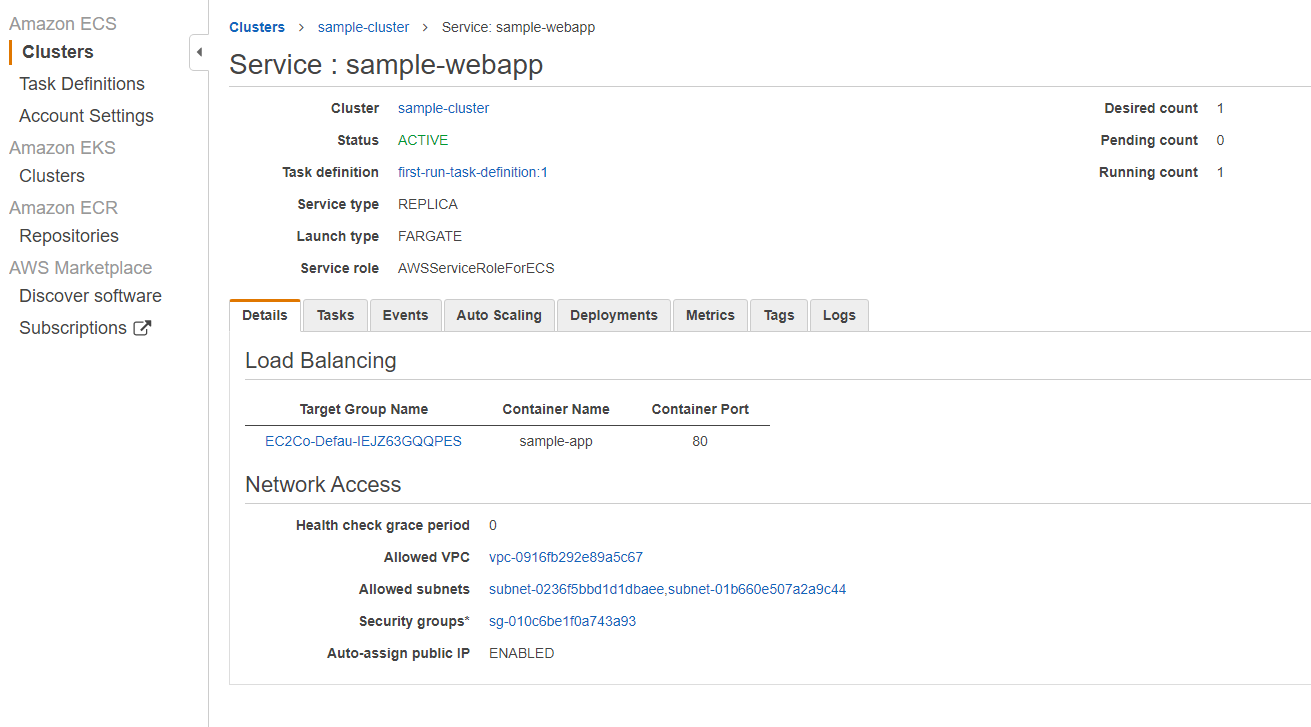 Amazon ECS
Clusters
Task Definitions
Account Settings
Amazon EKS
Clusters
Amazon ECR
Repositories
AWS Marketplace
Discover software
Subscriptions
Clusters > sample-cluster > Service: sample-webapp
Service : sample-webapp
Cluster sample-cluster
Status ACTIVE
Task definition first-run-task-definition:1
Service type REPLICA
Launch type FARGATE
Service role AWSServiceRoleForECS
Desired count 1
Pending count 0
Running count 1
Details Tasks Events Auto Scaling Deployments Metrics Tags Logs
Load Balancing
Target Group Name Container Name Container Port
EC2Co-Defau-IEJZ63GQQPES sample-app 80
Network Access
Health check grace period 0
Allowed VPC vpc-0916fb292e89a5c67
Allowed subnets subnet-0236f5bbd1d1dbaee,subnet-01b660e507a2a9c44
Security groups* sg-010c6be1f0a743a93
Auto-assign public IP ENABLED